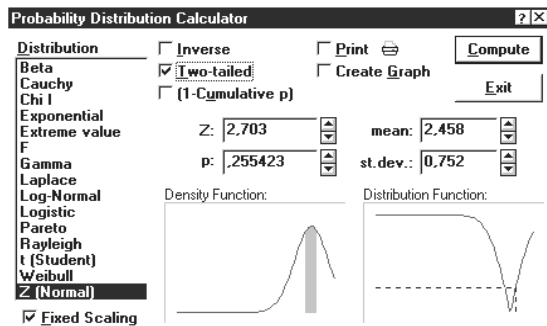 Probability Distribution Calculator
? X
Distribution
Beta
Cauchy
Chi I
Exponential
Extreme value
F
Gamma
Laplace
Log-Normal
Logistic
Pareto
Rayleigh
t (Student)
Weibull
Z (Normal)
Fixed Scaling
Inverse
Two-tailed
(1-Cumulative p)
Print
Create Graph
Compute
Exit
Z: 2,703 mean: 2,458
p: ,255423 st.dev.: 0,752
Density Function: Distribution Function: